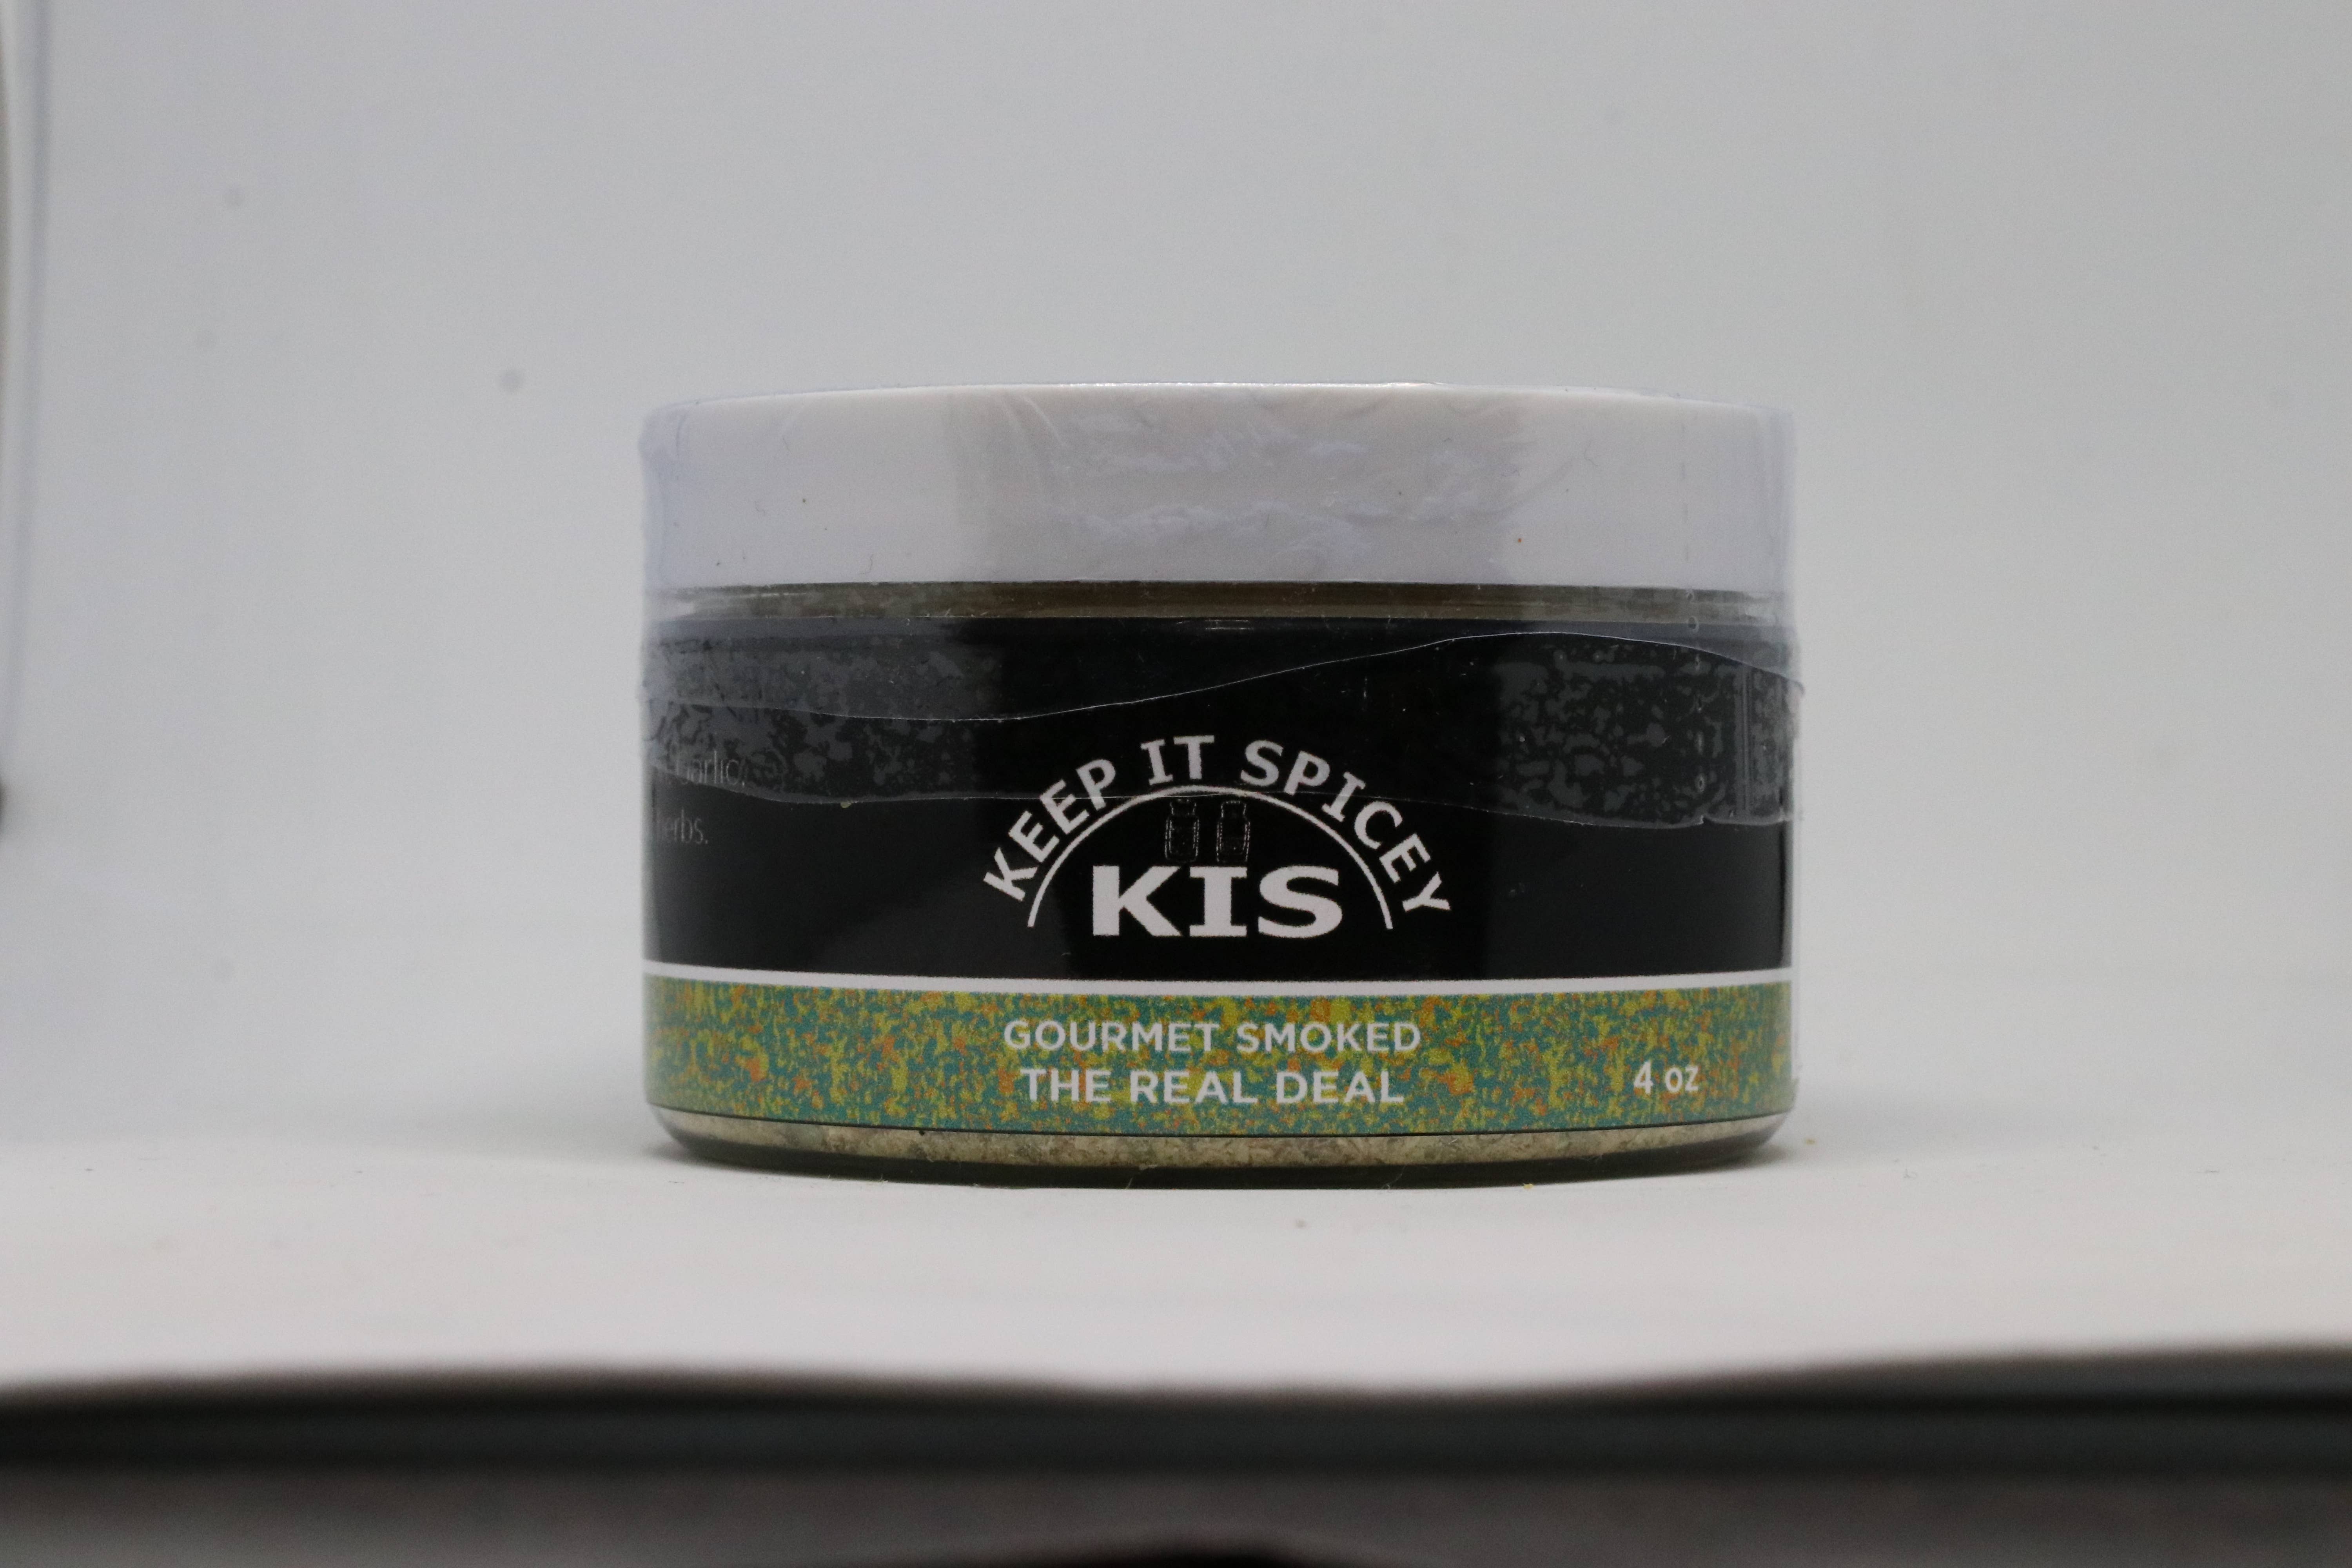 garlic,
herbs.
KEEP IT SPICEY
KIS
GOURMET SMOKED
THE REAL DEAL
4 oz